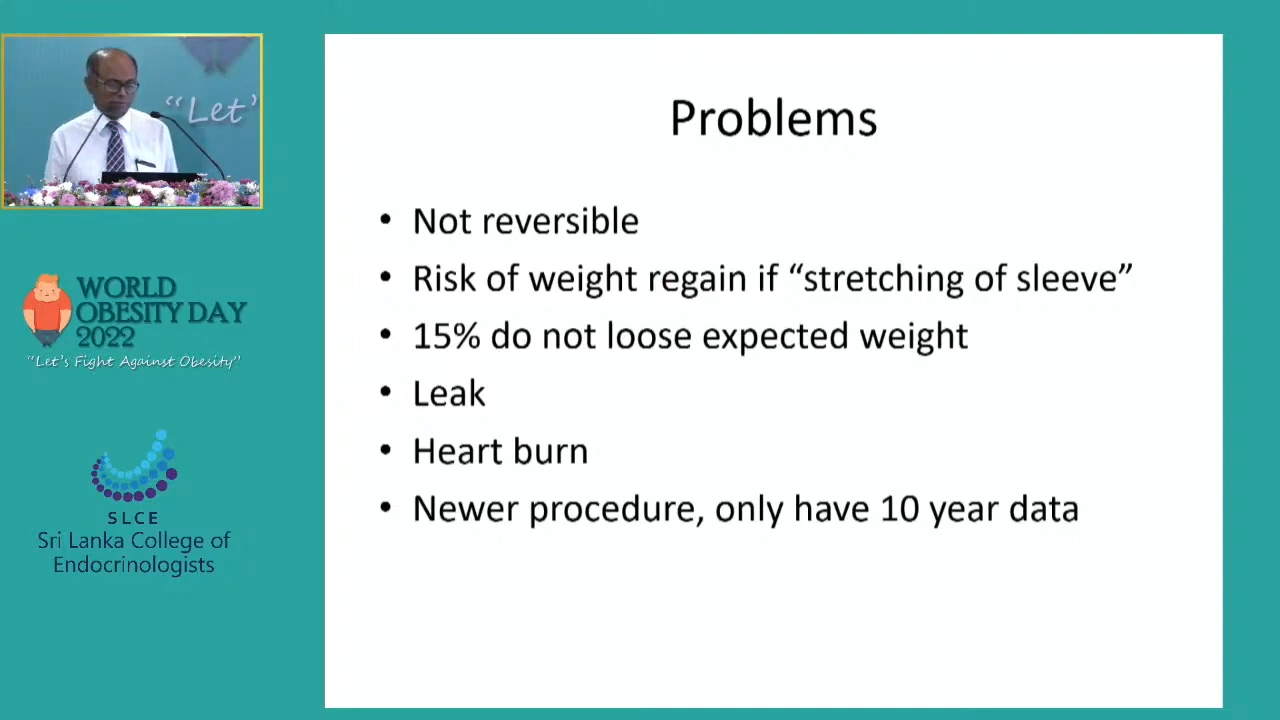 "Let'
WORLD
OBESITY DAY
2022
"Let's Fight Against Obesity"
SLCE
Sri Lanka College of
Endocrinologists
Problems
• Not reversible
• Risk of weight regain if “stretching of sleeve”
• 15% do not loose expected weight
• Leak
• Heart burn
• Newer procedure, only have 10 year data